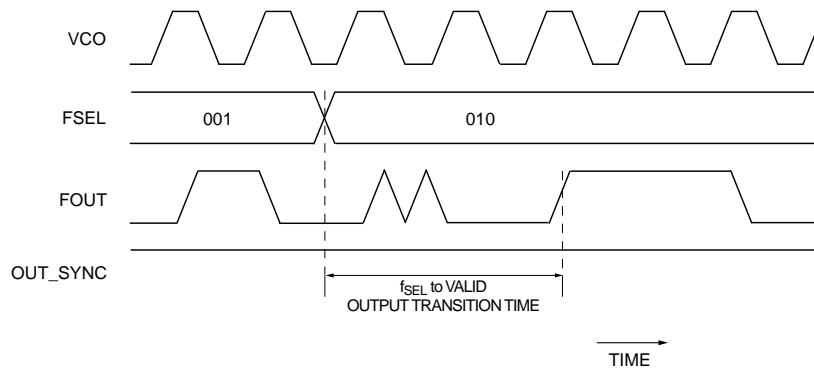 VCO
FSEL
001
010
FOUT
OUT_SYNC
fSEL to VALID
OUTPUT TRANSITION TIME
TIME